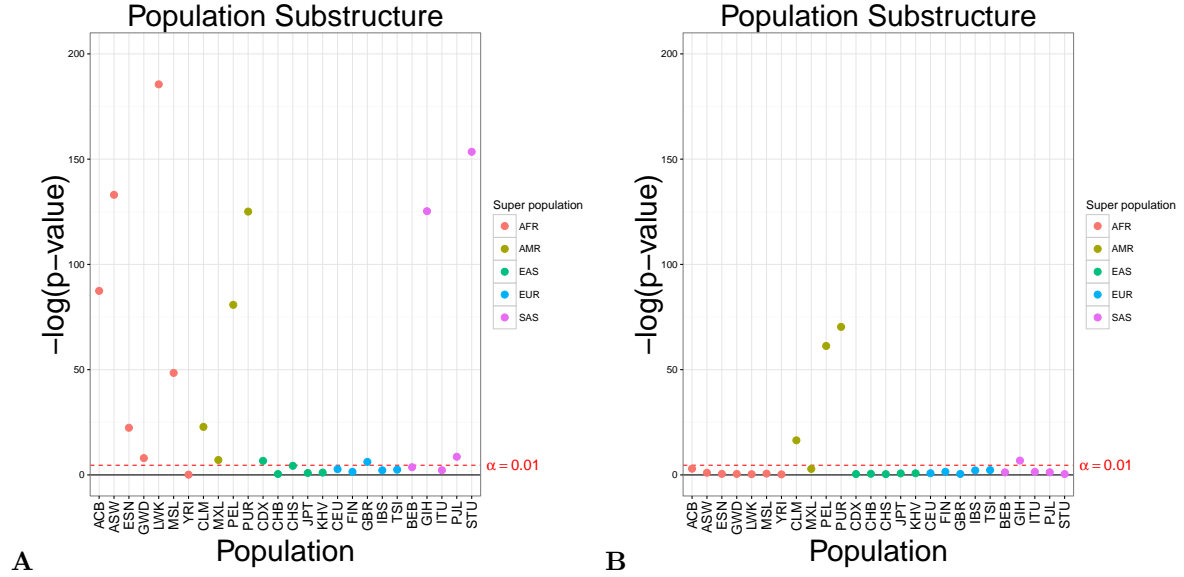 Population Substructure
200
150
100
50
0
−log(p−value)
ACB ASW ESN GWD LWK MSL YRI CLM MXL PEL PUR CDX CHB CHS JPT KHV CEU FIN GBR IBS TSI BEB GIH ITU PJL STU
Population
α = 0.01
Super population
AFR
AMR
EAS
EUR
SAS
A
Population Substructure
200
150
100
50
0
−log(p−value)
ACB ASW ESN GWD LWK MSL YRI CLM MXL PEL PUR CDX CHB CHS JPT KHV CEU FIN GBR IBS TSI BEB GIH ITU PJL STU
Population
α = 0.01
Super population
AFR
AMR
EAS
EUR
SAS
B